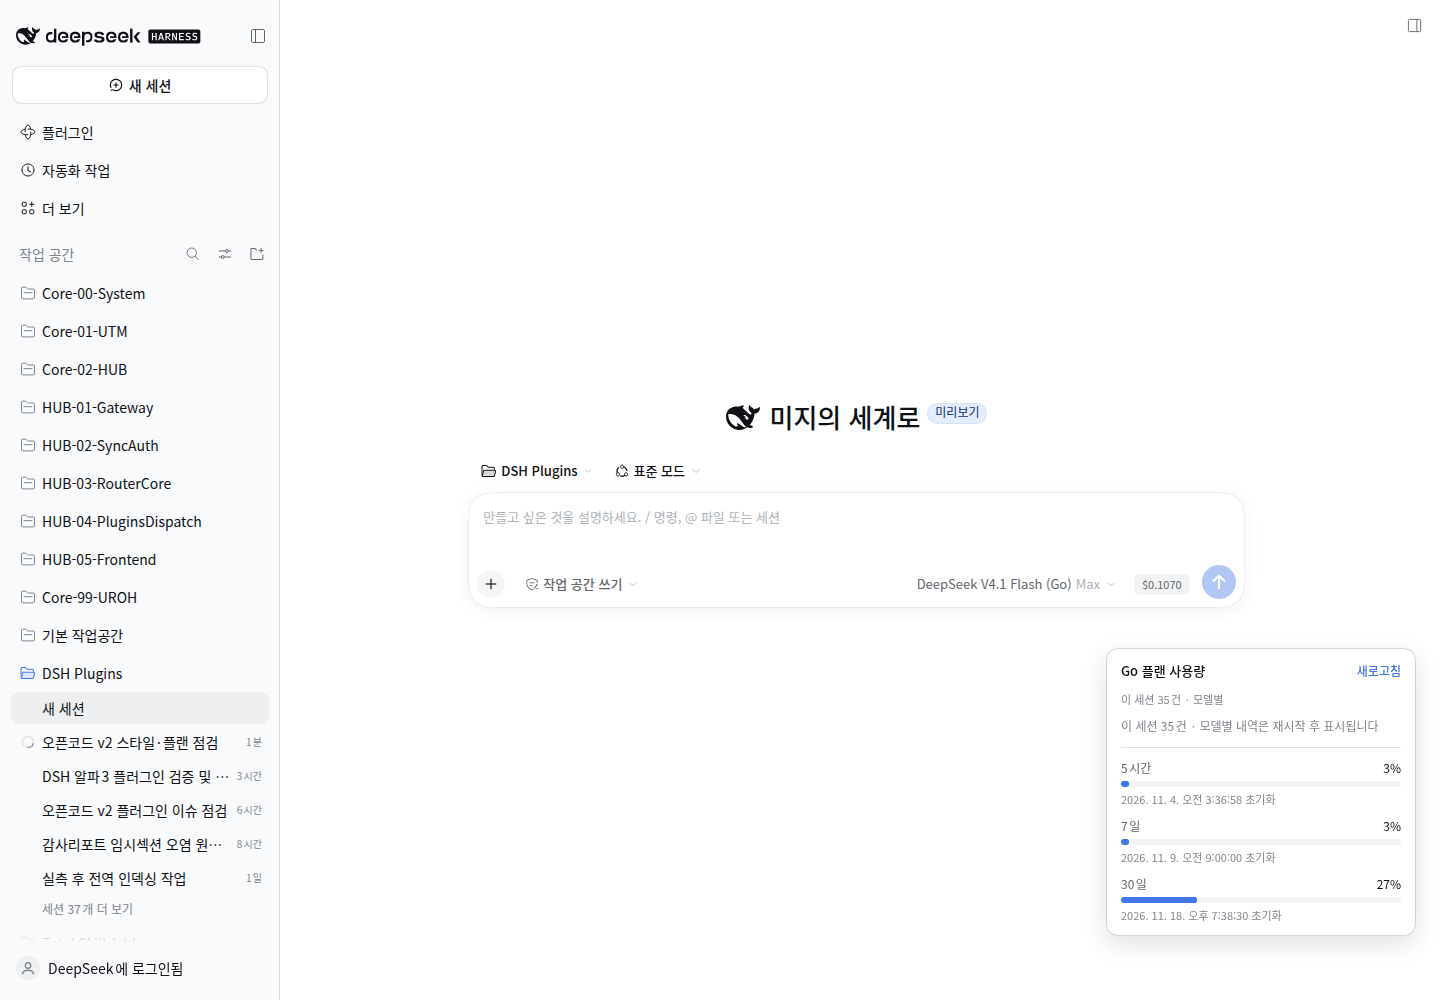 deepseek HARNESS
새 세션
플러그인
자동화 작업
더 보기
작업 공간
Core-00-System
Core-01-UTM
Core-02-HUB
HUB-01-Gateway
HUB-02-SyncAuth
HUB-03-RouterCore
HUB-04-PluginsDispatch
HUB-05-Frontend
Core-99-UROH
기본 작업공간
DSH Plugins
새 세션
오픈코드 v2 스타일·플랜 점검 1분
DSH 알파3 플러그인 검증 및 … 3시간
오픈코드 v2 플러그인 이슈 점검 6시간
감사리포트 임시섹션 오염 원… 8시간
실측 후 전역 인덱싱 작업 1일
세션 37개 더 보기
DeepSeek에 로그인됨
미지의 세계로 미리보기
DSH Plugins 표준 모드
만들고 싶은 것을 설명하세요. / 명령, @ 파일 또는 세션
작업 공간 쓰기 DeepSeek V4.1 Flash (Go) Max $0.1070
Go 플랜 사용량 새로고침
이 세션 35건 · 모델별
이 세션 35건 · 모델별 내역은 재시작 후 표시됩니다
5시간 3%
2026. 11. 4. 오전 3:36:58 초기화
7일 3%
2026. 11. 9. 오전 9:00:00 초기화
30일 27%
2026. 11. 18. 오후 7:38:30 초기화